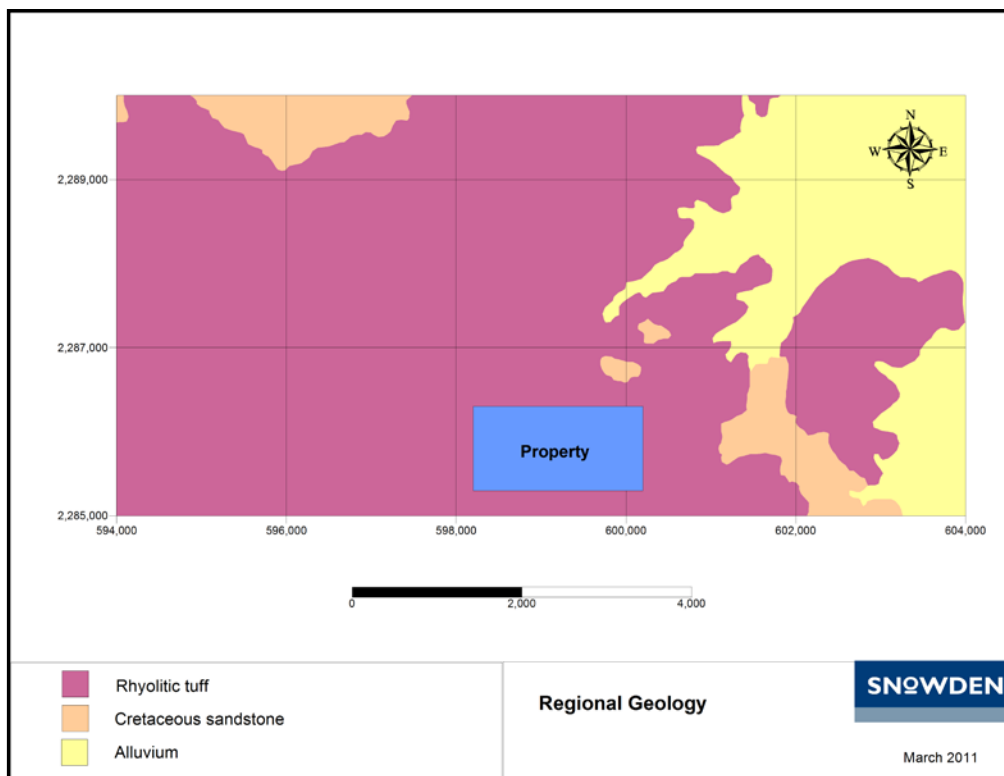 N
W E
S
2,289,000
2,287,000
Property
2,285,000
594,000 596,000 598,000 600,000 602,000 604,000
0 2,000 4,000
Rhyolitic tuff
Cretaceous sandstone
Alluvium
Regional Geology
SNOWDEN
March 2011